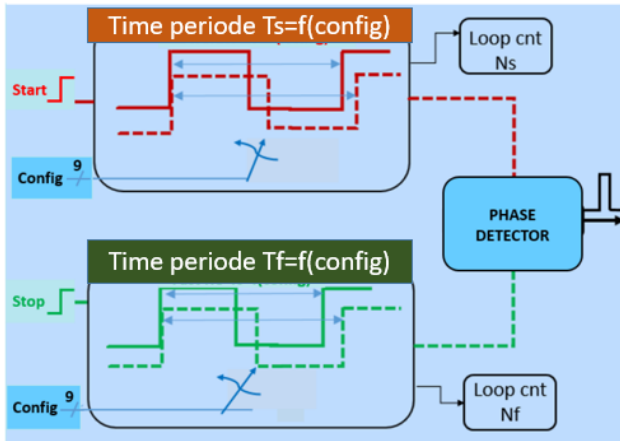 Time periode Ts=f(config)
Loop cnt
Ns
Start
9
Config
PHASE
DETECTOR
Time periode Tf=f(config)
Stop
9
Config
Loop cnt
Nf